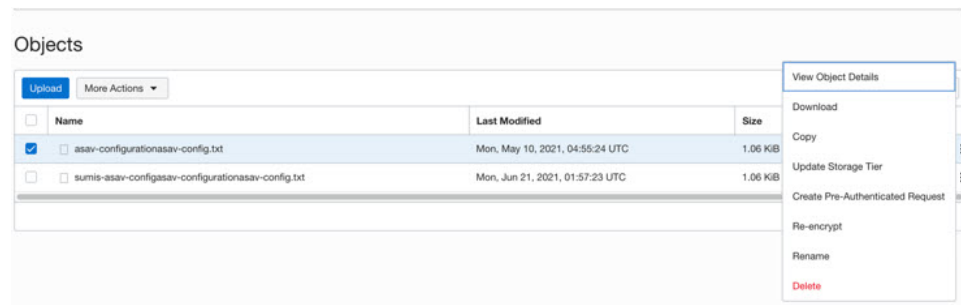 Objects
Upload More Actions
Name Last Modified Size
asav-configurationasav-config.txt Mon, May 10, 2021, 04:55:24 UTC 1.06 KiB
sumis-asav-configasav-configurationasav-config.txt Mon, Jun 21, 2021, 01:57:23 UTC 1.06 KiB
View Object Details
Download
Copy
Update Storage Tier
Create Pre-Authenticated Request
Re-encrypt
Rename
Delete